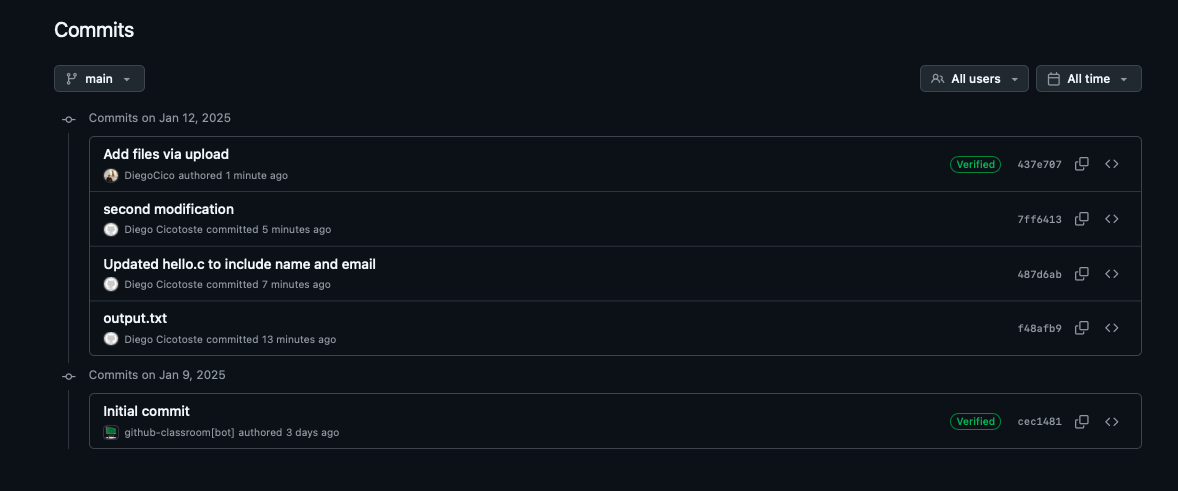 Commits
main
All users
All time
Commits on Jan 12, 2025
Add files via upload
DiegoCico authored 1 minute ago
Verified
437e707
second modification
Diego Cicotoste committed 5 minutes ago
7ff6413
Updated hello.c to include name and email
Diego Cicotoste committed 7 minutes ago
487d6ab
output.txt
Diego Cicotoste committed 13 minutes ago
f48afb9
Commits on Jan 9, 2025
Initial commit
github-classroom[bot] authored 3 days ago
Verified
cec1481